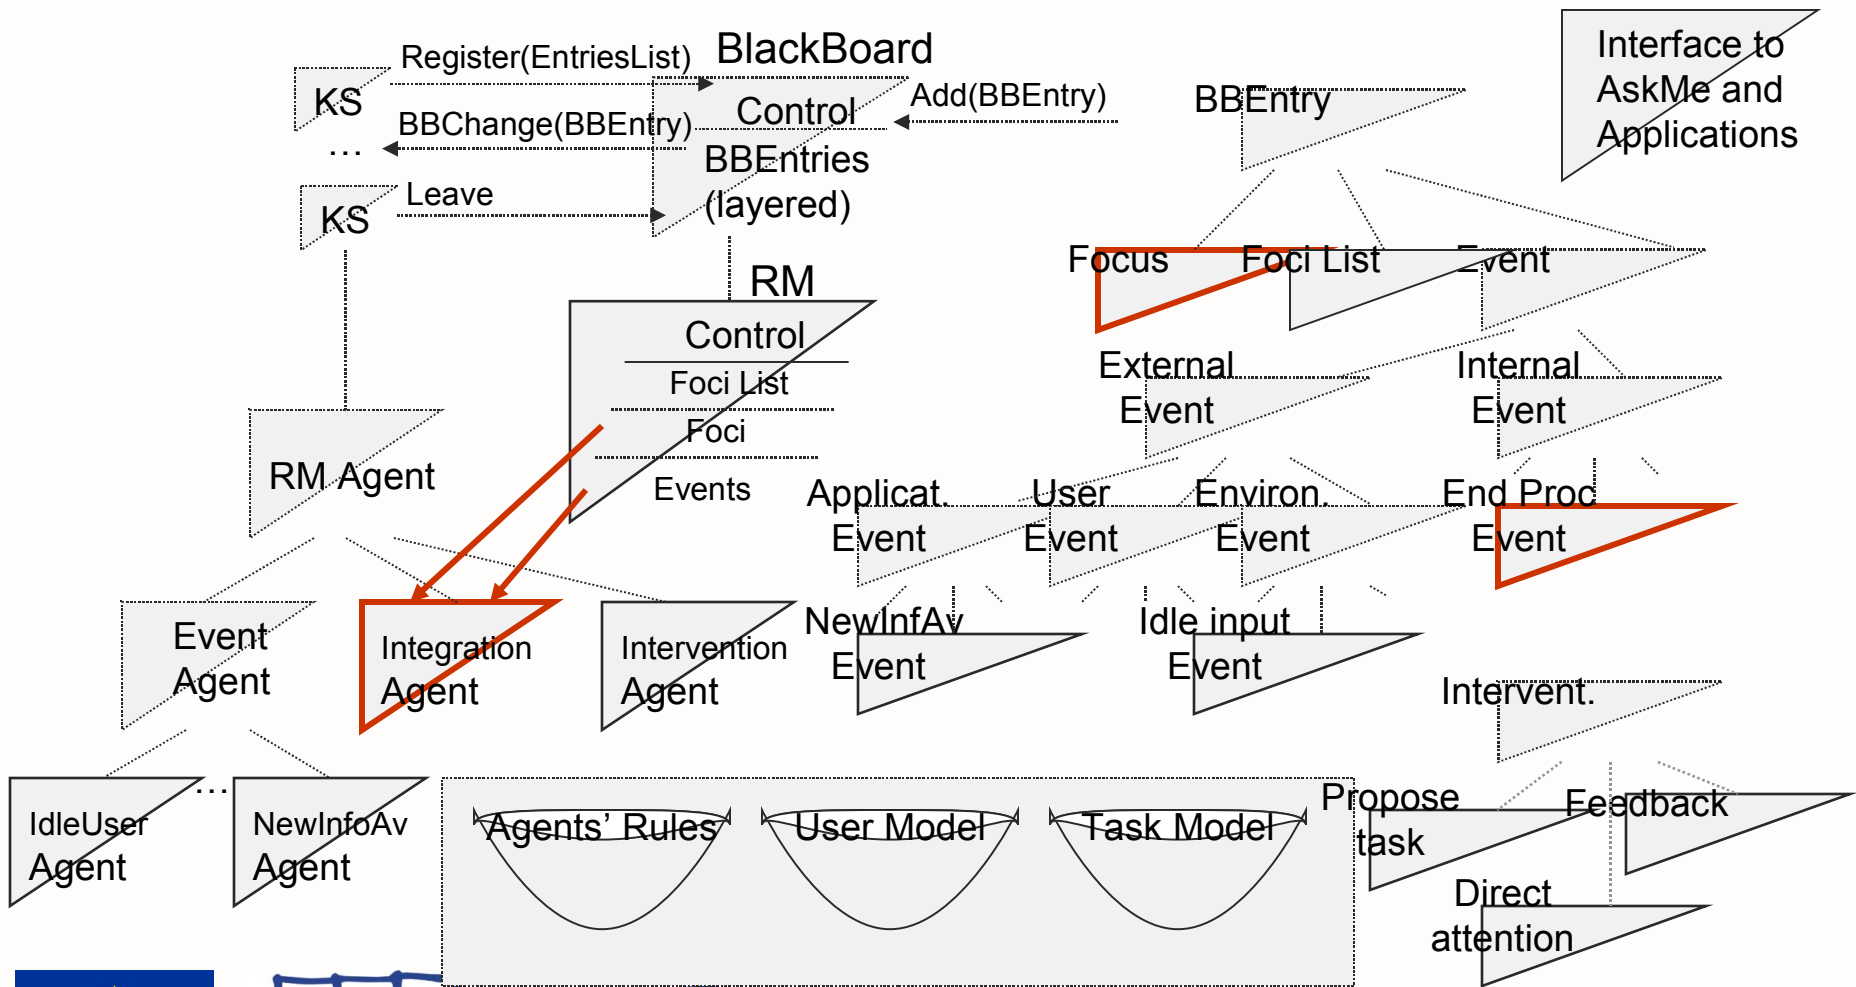 BlackBoard
Register(EntriesList)
KS
Control
Add(BBEntry)
BBChange(BBEntry)
...
BBEntries
(layered)
Leave
KS
BBEntry
Interface to
AskMe and
Applications
RM
Control
Foci List
Foci
Events
Focus
Foci List
Event
External
Event
Internal
Event
RM Agent
Applicat.
Event
User
Event
Environ.
Event
End Proc
Event
Event
Agent
Integration
Agent
Intervention
Agent
NewInfAv
Event
Idle input
Event
Intervent.
IdleUser
Agent
...
NewInfoAv
Agent
Agents’ Rules
User Model
Task Model
Propose
task
Feedback
Direct
attention